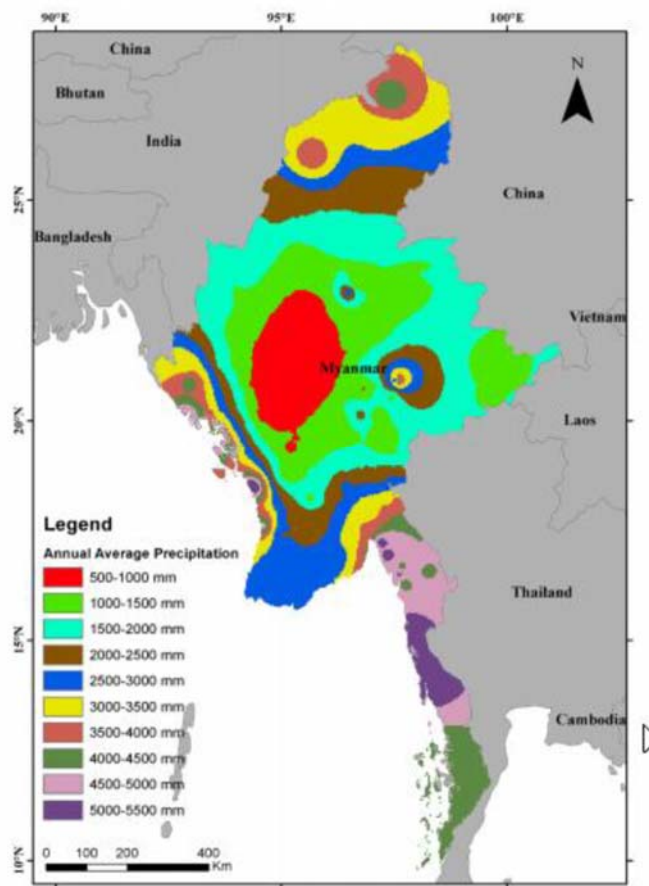 90°E 95°E 100°E
China
N
Bhutan
India
China
25°N
Bangladesh
Vietnam
Myanmar
20°N
Laos
Legend
Annual Average Precipitation
500-1000 mm
1000-1500 mm
1500-2000 mm
Thailand
2000-2500 mm
15°N
2500-3000 mm
3000-3500 mm
3500-4000 mm
Cambodia
4000-4500 mm
4500-5000 mm
5000-5500 mm
0 100 200 400
Km
10°N